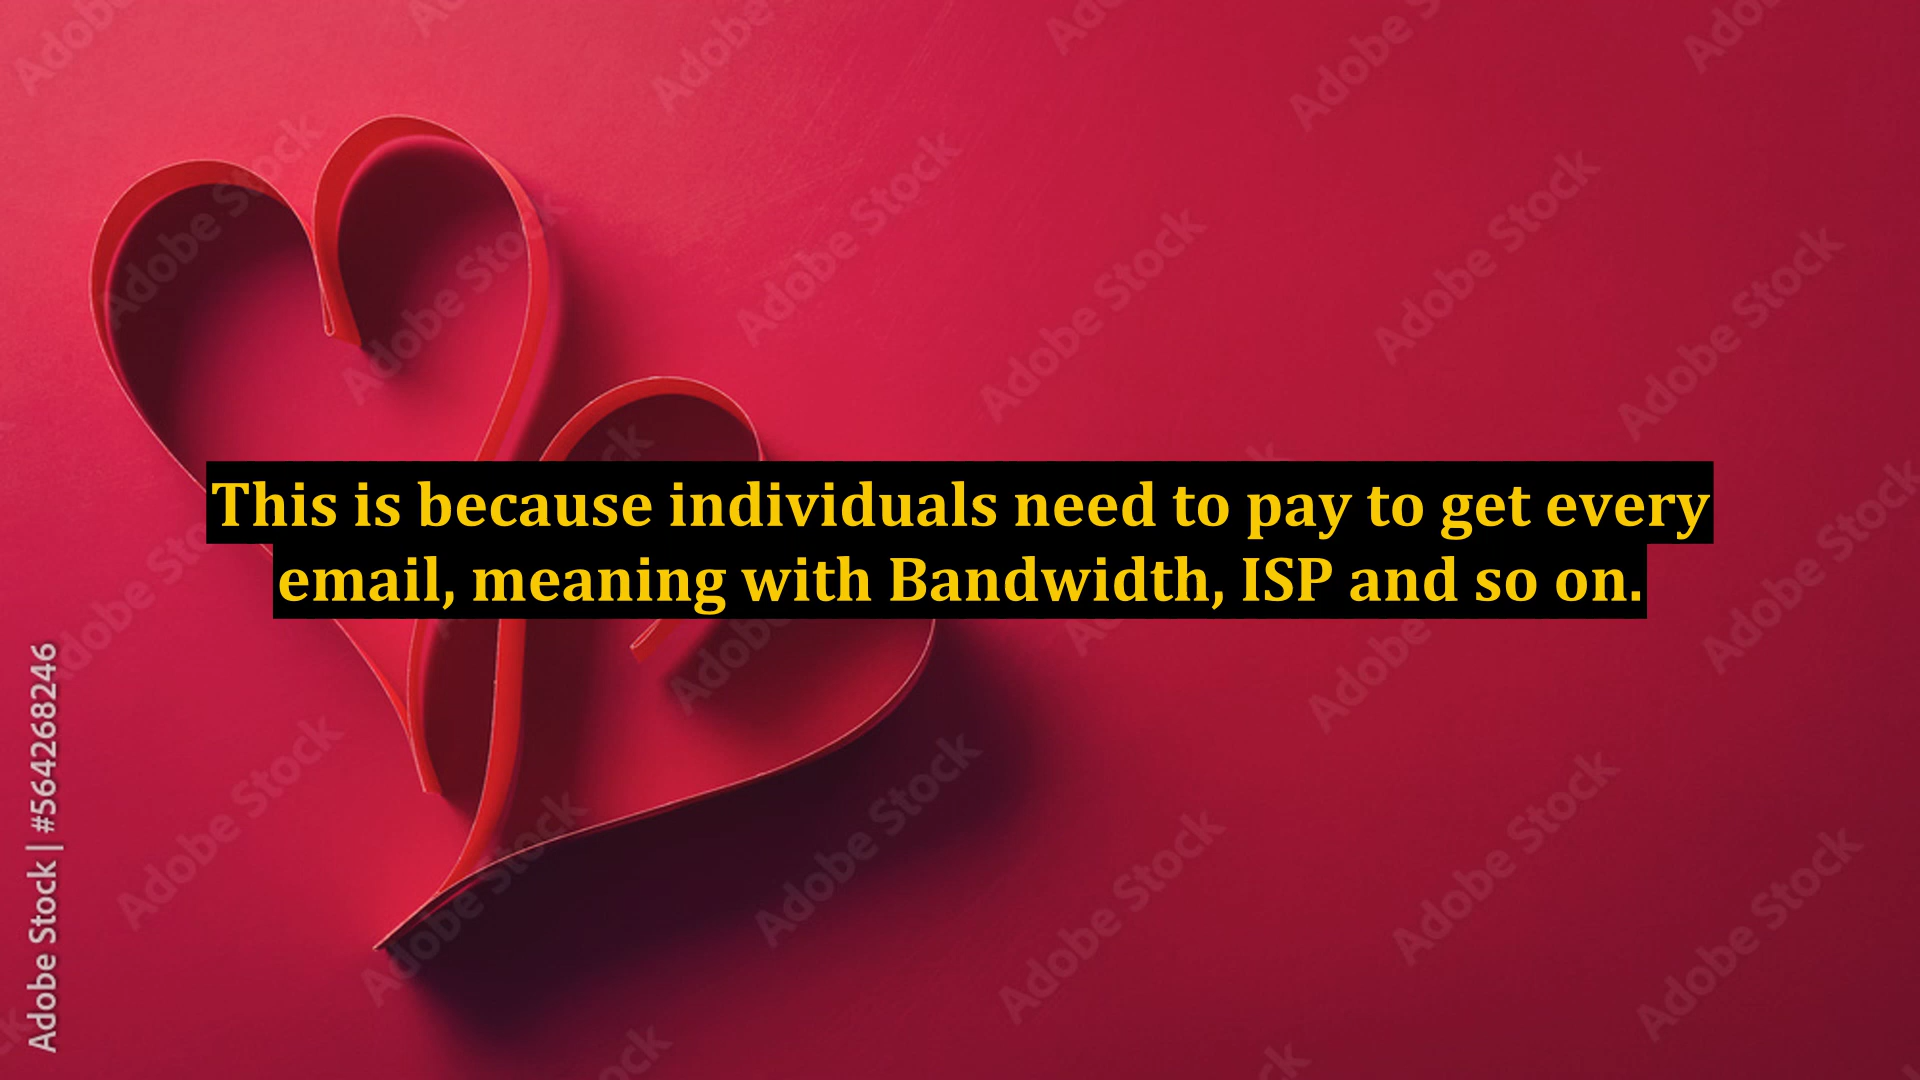 This is because individuals need to pay to get every
email, meaning with Bandwidth, ISP and so on.
Adobe Stock | #564268246